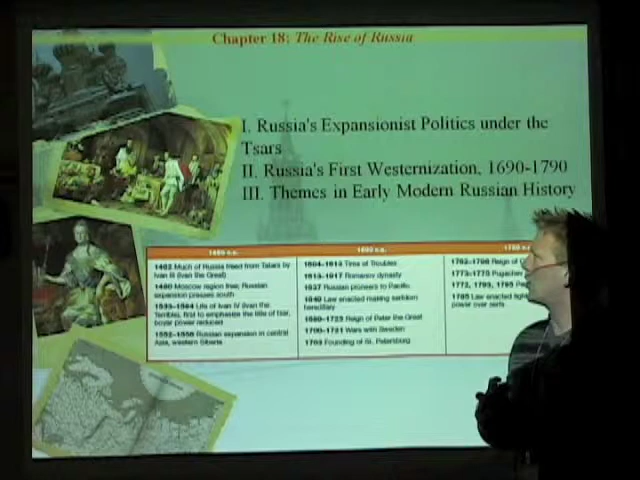 Chapter 18: The Rise of Russia
I. Russia's Expansionist Politics under the
Tsars
II. Russia's First Westernization, 1690-1790
III. Themes in Early Modern Russian History
1462 Much of Russia freed from Tatars by
Ivan III (Ivan the Great)
1480 Moscow region free; Russian
expansion presses south
1533-1584 Life of Ivan IV (Ivan the
Terrible), first to emphasize the title of tsar,
boyar power reduced
1552-1556 Russian expansion in central
Asia, western Siberia
1604-1613 Time of Troubles
1613-1917 Romanov dynasty
1637 Russian pioneers to Pacific
1649 Law enacted making serfdom
hereditary
1689-1725 Reign of Peter the Great
1700-1721 Wars with Sweden
1703 Founding of St. Petersburg
1762-1796 Reign of
1773-1775 Pugachev
1772, 1793, 1795
1785 Law enacted
power over serfs